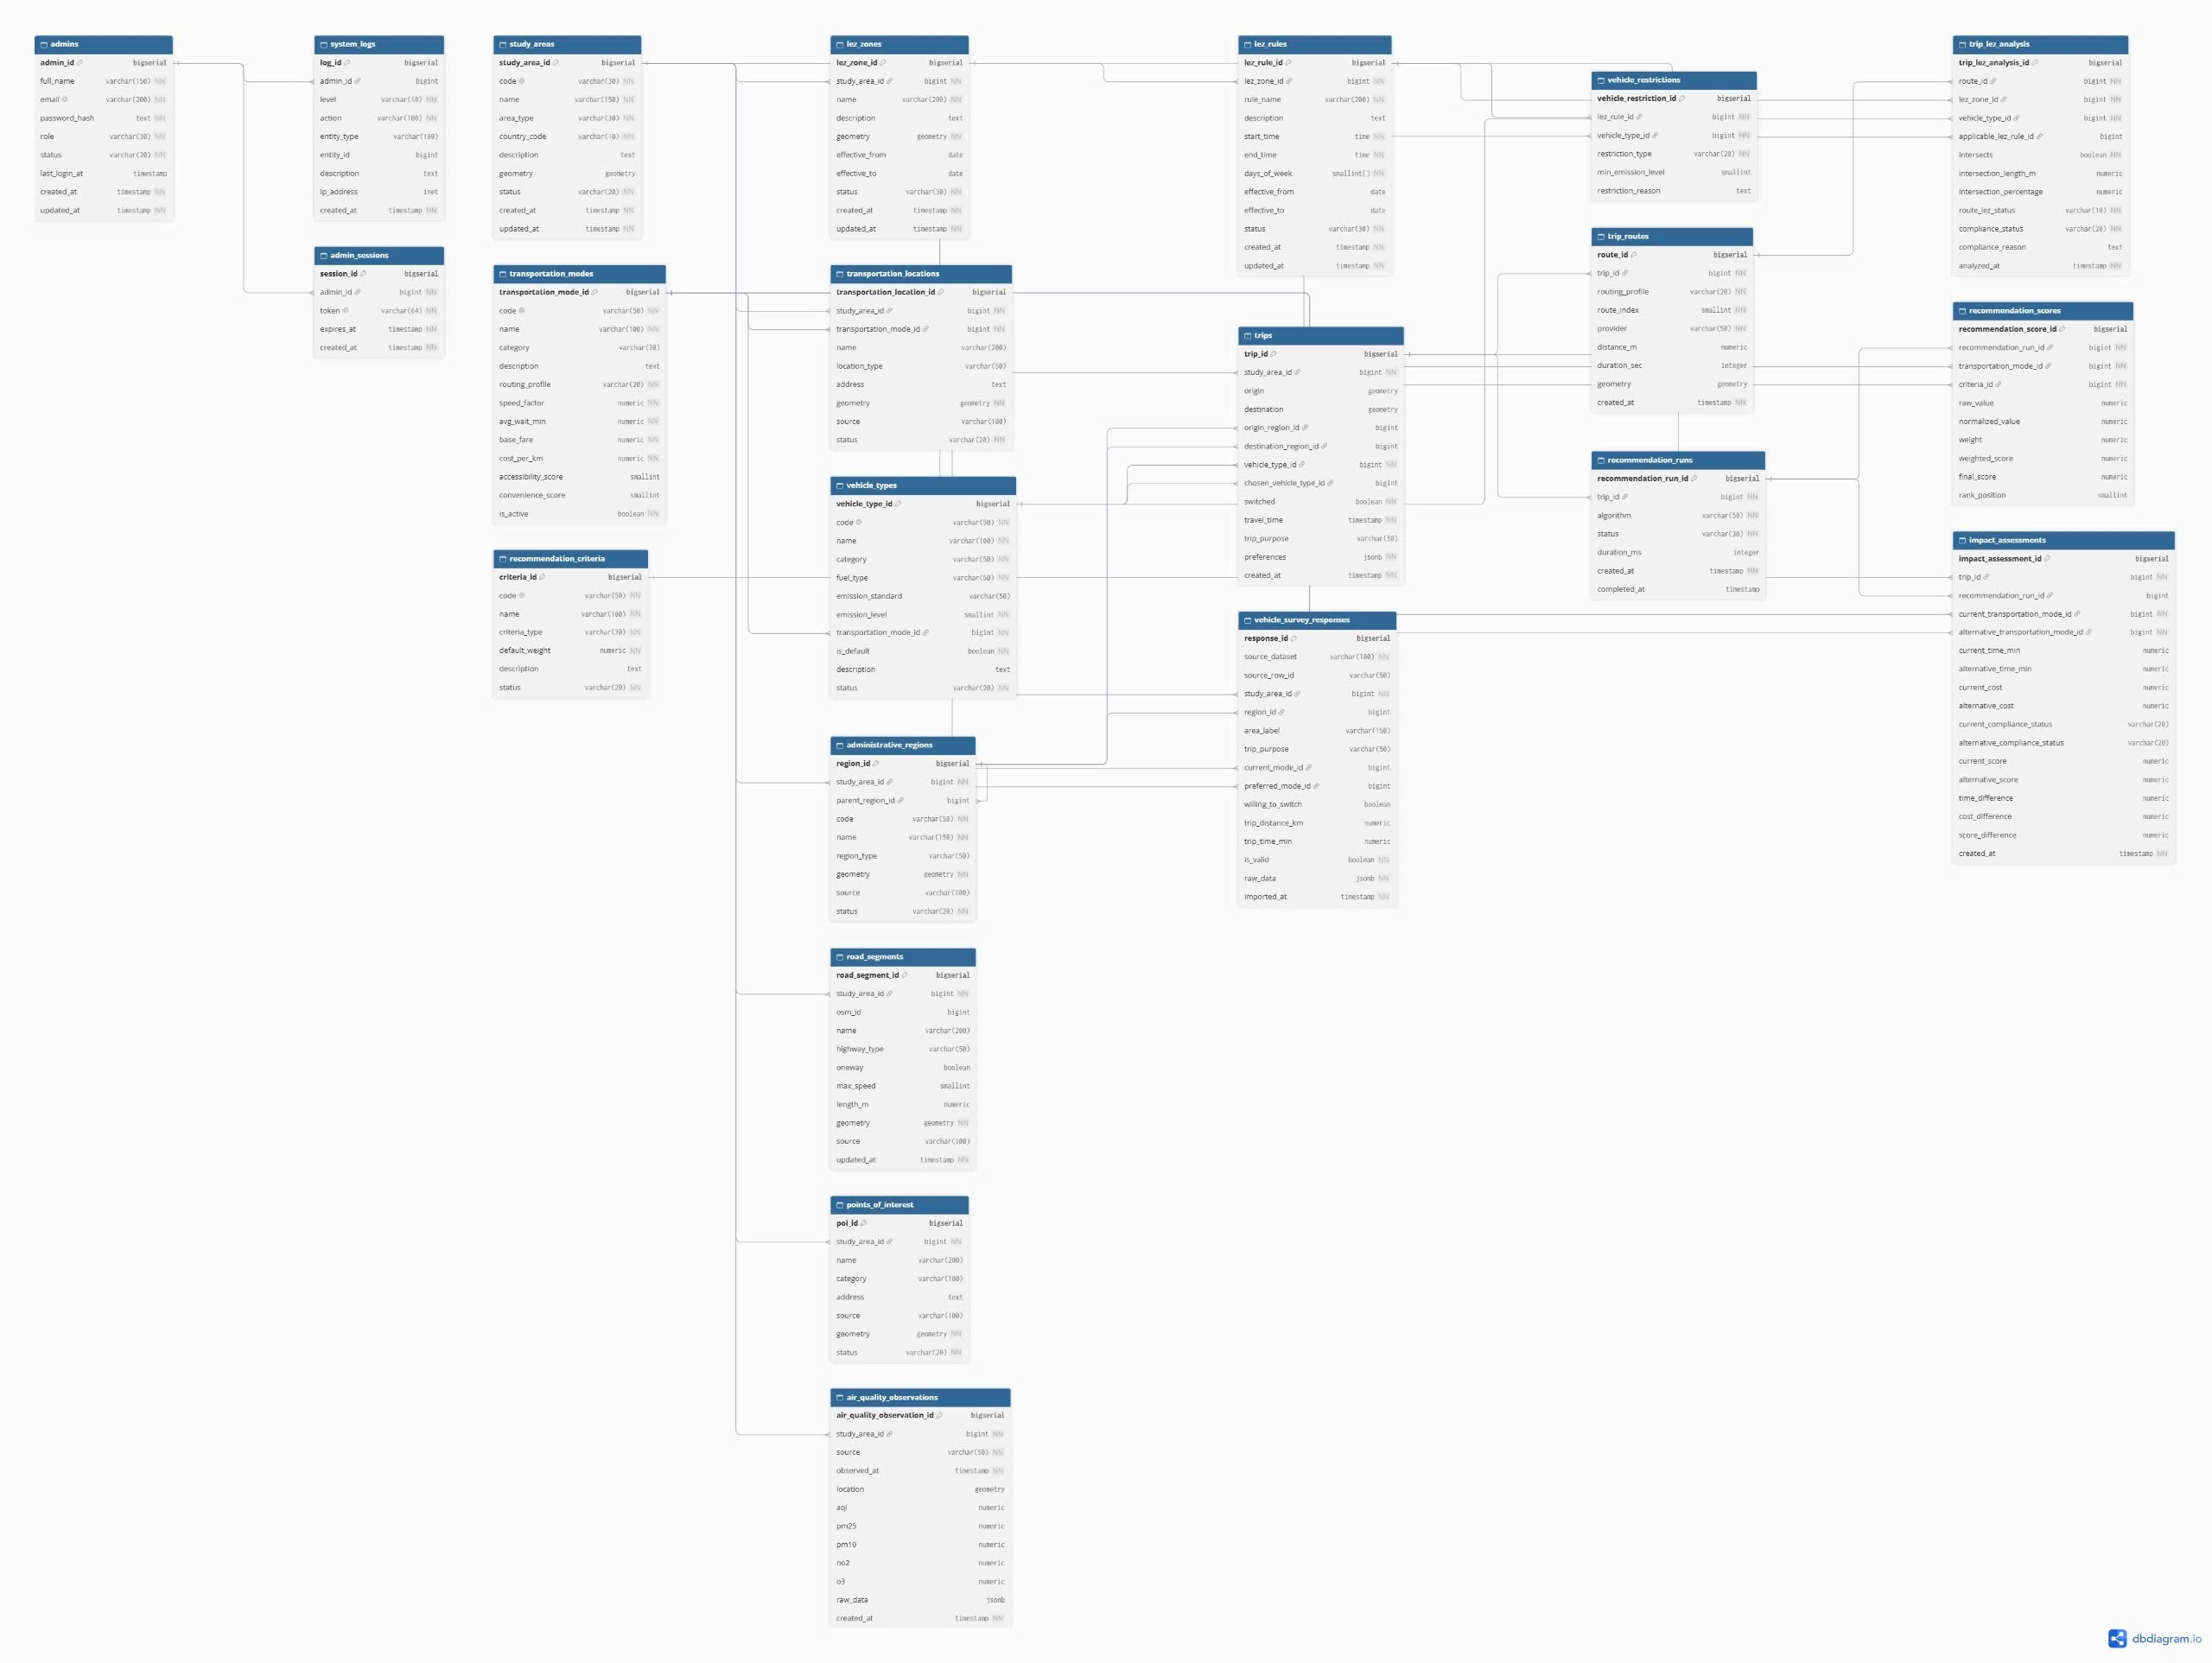 admins
admin_id bigserial
full_name varchar(150) NN
email varchar(200) NN
password_hash text NN
role varchar(30) NN
status varchar(20) NN
last_login_at timestamp
created_at timestamp NN
updated_at timestamp NN
system_logs
log_id bigserial
admin_id bigint
level varchar(10) NN
action varchar(100) NN
entity_type varchar(100)
entity_id bigint
description text
ip_address inet
created_at timestamp NN
admin_sessions
session_id bigserial
admin_id bigint NN
token varchar(64) NN
expires_at timestamp NN
created_at timestamp NN
study_areas
study_area_id bigserial
code varchar(30) NN
name varchar(150) NN
area_type varchar(30) NN
country_code varchar(10) NN
description text
geometry geometry
status varchar(20) NN
created_at timestamp NN
updated_at timestamp NN
transportation_modes
transportation_mode_id bigserial
code varchar(50) NN
name varchar(100) NN
category varchar(30)
description text
routing_profile varchar(20) NN
speed_factor numeric NN
avg_wait_min numeric NN
base_fare numeric NN
cost_per_km numeric NN
accessibility_score smallint
convenience_score smallint
is_active boolean NN
recommendation_criteria
criteria_id bigserial
code varchar(50) NN
name varchar(100) NN
criteria_type varchar(30) NN
default_weight numeric NN
description text
status varchar(20) NN
lez_zones
lez_zone_id bigserial
study_area_id bigint NN
name varchar(200) NN
description text
geometry geometry NN
effective_from date
effective_to date
status varchar(30) NN
created_at timestamp NN
updated_at timestamp NN
transportation_locations
transportation_location_id bigserial
study_area_id bigint NN
transportation_mode_id bigint NN
name varchar(200)
location_type varchar(50)
address text
geometry geometry NN
source varchar(100)
status varchar(20) NN
vehicle_types
vehicle_type_id bigserial
code varchar(50) NN
name varchar(100) NN
category varchar(50) NN
fuel_type varchar(50) NN
emission_standard varchar(50)
emission_level smallint NN
transportation_mode_id bigint NN
is_default boolean NN
description text
status varchar(20) NN
administrative_regions
region_id bigserial
study_area_id bigint NN
parent_region_id bigint
code varchar(50) NN
name varchar(150) NN
region_type varchar(50)
geometry geometry NN
source varchar(100)
status varchar(20) NN
road_segments
road_segment_id bigserial
study_area_id bigint NN
osm_id bigint
name varchar(200)
highway_type varchar(50)
oneway boolean
max_speed smallint
length_m numeric
geometry geometry NN
source varchar(100)
updated_at timestamp NN
points_of_interest
poi_id bigserial
study_area_id bigint NN
name varchar(200)
category varchar(100)
address text
source varchar(100)
geometry geometry NN
status varchar(20) NN
air_quality_observations
air_quality_observation_id bigserial
study_area_id bigint NN
source varchar(50) NN
observed_at timestamp NN
location geometry
aqi numeric
pm25 numeric
pm10 numeric
no2 numeric
o3 numeric
raw_data jsonb
created_at timestamp NN
lez_rules
lez_rule_id bigserial
lez_zone_id bigint NN
rule_name varchar(200) NN
description text
start_time time NN
end_time time NN
days_of_week smallint[] NN
effective_from date
effective_to date
status varchar(30) NN
created_at timestamp NN
updated_at timestamp NN
trips
trip_id bigserial
study_area_id bigint NN
origin geometry
destination geometry
origin_region_id bigint
destination_region_id bigint
vehicle_type_id bigint NN
chosen_vehicle_type_id bigint
switched boolean NN
travel_time timestamp
trip_purpose varchar(50)
preferences jsonb NN
created_at timestamp NN
vehicle_survey_responses
response_id bigserial
source_dataset varchar(100) NN
source_row_id varchar(50)
study_area_id bigint NN
region_id bigint
area_label varchar(150)
trip_purpose varchar(50)
current_mode_id bigint
preferred_mode_id bigint
willing_to_switch boolean
trip_distance_km numeric
trip_time_min numeric
is_valid boolean NN
raw_data jsonb NN
imported_at timestamp NN
vehicle_restrictions
vehicle_restriction_id bigserial
lez_rule_id bigint NN
vehicle_type_id bigint NN
restriction_type varchar(20) NN
min_emission_level smallint
restriction_reason text
trip_routes
route_id bigserial
trip_id bigint NN
routing_profile varchar(20) NN
route_index smallint NN
provider varchar(50) NN
distance_m numeric
duration_sec integer
geometry geometry
created_at timestamp NN
recommendation_runs
recommendation_run_id bigserial
trip_id bigint NN
algorithm varchar(50) NN
status varchar(30) NN
duration_ms integer
created_at timestamp NN
completed_at timestamp
trip_lez_analysis
trip_lez_analysis_id bigserial
route_id bigint NN
lez_zone_id bigint NN
vehicle_type_id bigint NN
applicable_lez_rule_id bigint
intersects boolean NN
intersection_length_m numeric
intersection_percentage numeric
route_lez_status varchar(10) NN
compliance_status varchar(20) NN
compliance_reason text
analyzed_at timestamp NN
recommendation_scores
recommendation_score_id bigserial
recommendation_run_id bigint NN
transportation_mode_id bigint NN
criteria_id bigint NN
raw_value numeric
normalized_value numeric
weight numeric
weighted_score numeric
final_score numeric
rank_position smallint
impact_assessments
impact_assessment_id bigserial
trip_id bigint NN
recommendation_run_id bigint
current_transportation_mode_id bigint NN
alternative_transportation_mode_id bigint NN
current_time_min numeric
alternative_time_min numeric
current_cost numeric
alternative_cost numeric
current_compliance_status varchar(20)
alternative_compliance_status varchar(20)
current_score numeric
alternative_score numeric
time_difference numeric
cost_difference numeric
score_difference numeric
created_at timestamp NN
dbdiagram.io